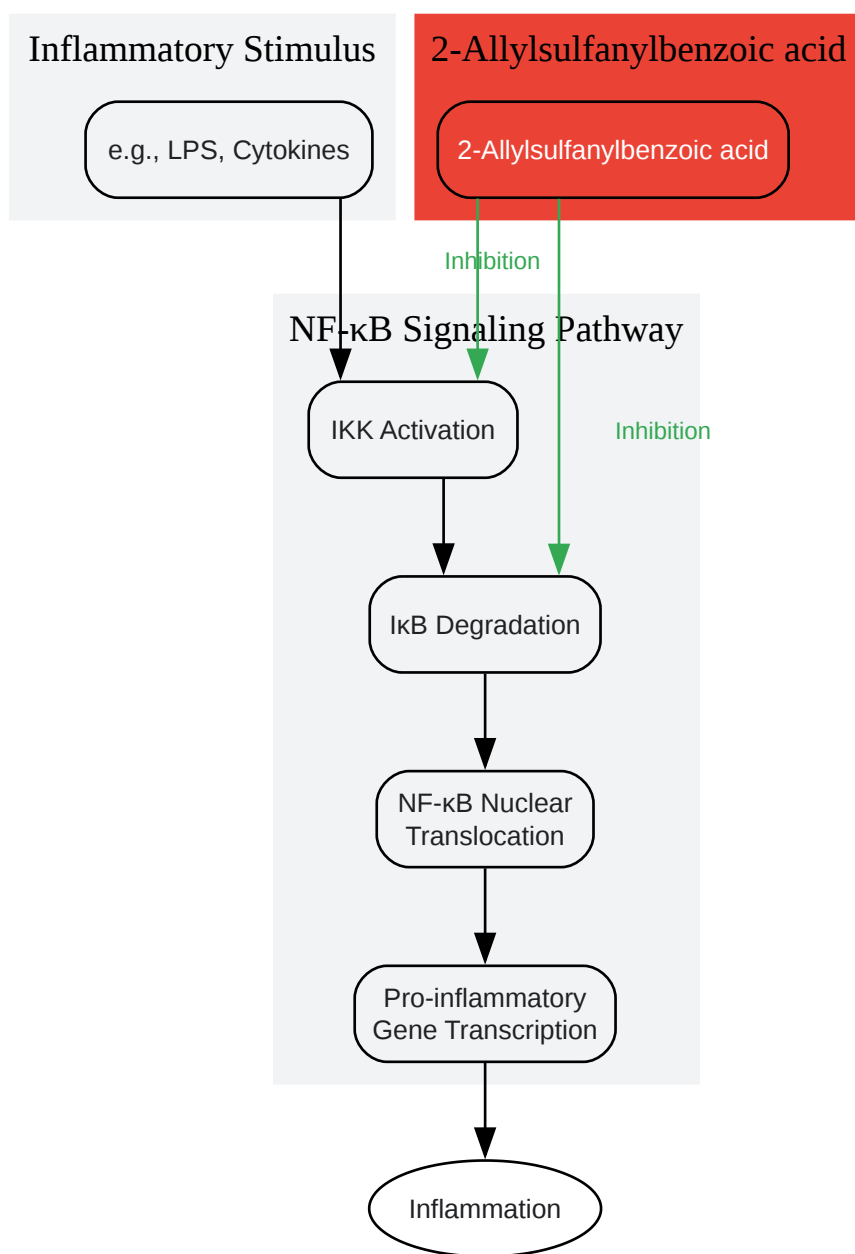 Inflammatory Stimulus
2-Allylsulfanylbenzoic acid
e.g., LPS, Cytokines
2-Allylsulfanylbenzoic acid
Inhibition
NF-κB Signaling Pathway
IKK Activation
Inhibition
IκB Degradation
NF-κB Nuclear
Translocation
Pro-inflammatory
Gene Transcription
Inflammation